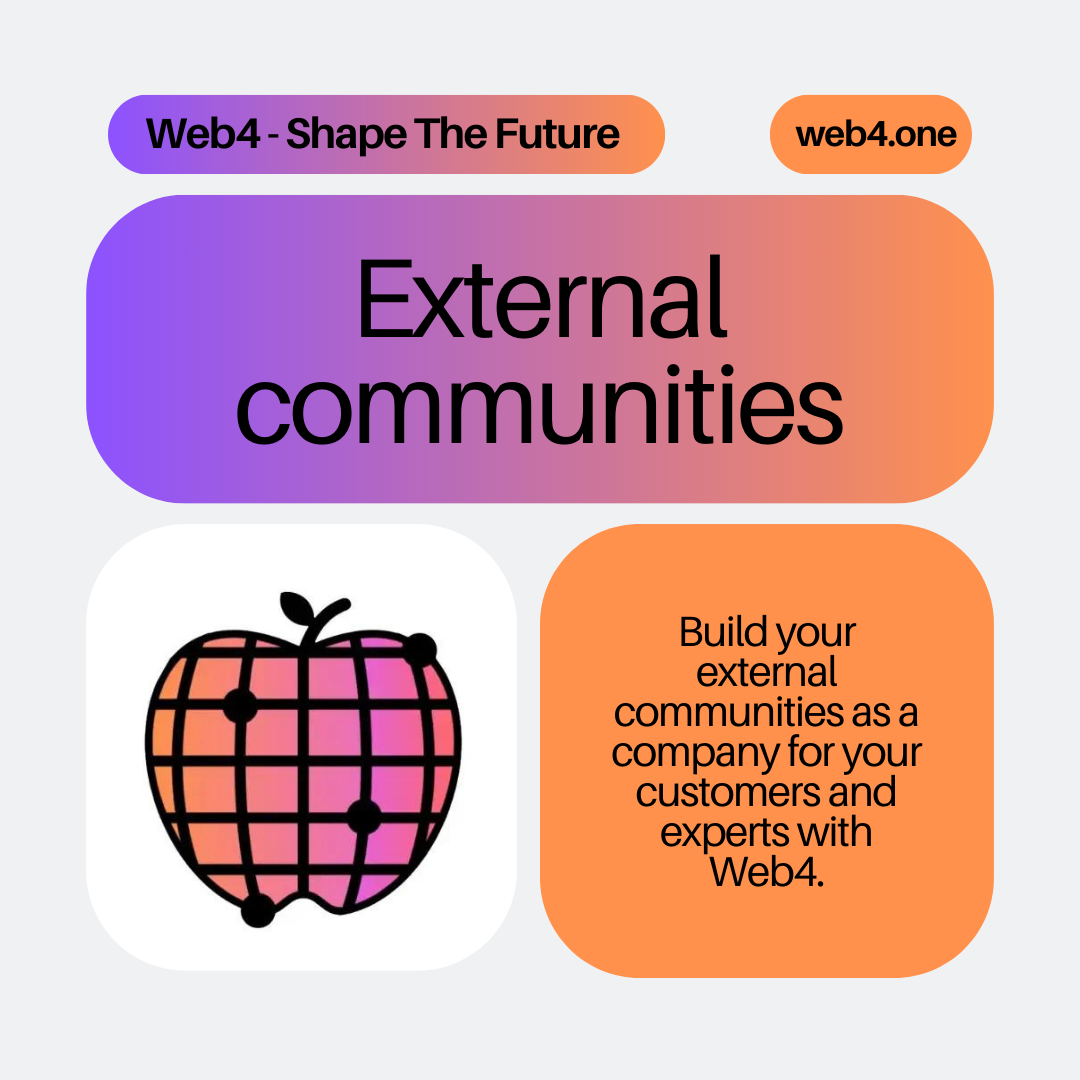 Web4 - Shape The Future
web4.one
External
communities
Build your
external
communities as a
company for your
customers and
experts with
Web4.